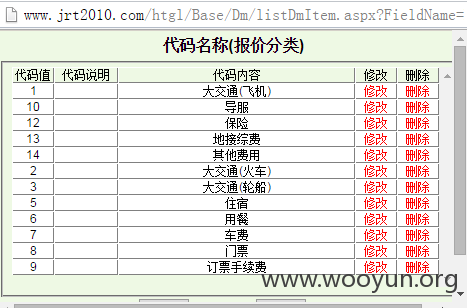 www.jrt2010.com/htgl/Base/Dm/listDmItem.aspx?FieldName=
代码名称(报价分类)
代码值 代码说明 代码内容 修改 删除
1 大交通(飞机) 修改 删除
10 导服 修改 删除
12 保险 修改 删除
13 地接综费 修改 删除
14 其他费用 修改 删除
2 大交通(火车) 修改 删除
3 大交通(轮船) 修改 删除
5 住宿 修改 删除
6 用餐 修改 删除
7 车费 修改 删除
8 门票 修改 删除
9 订票手续费 修改 删除
www.wooyun.org